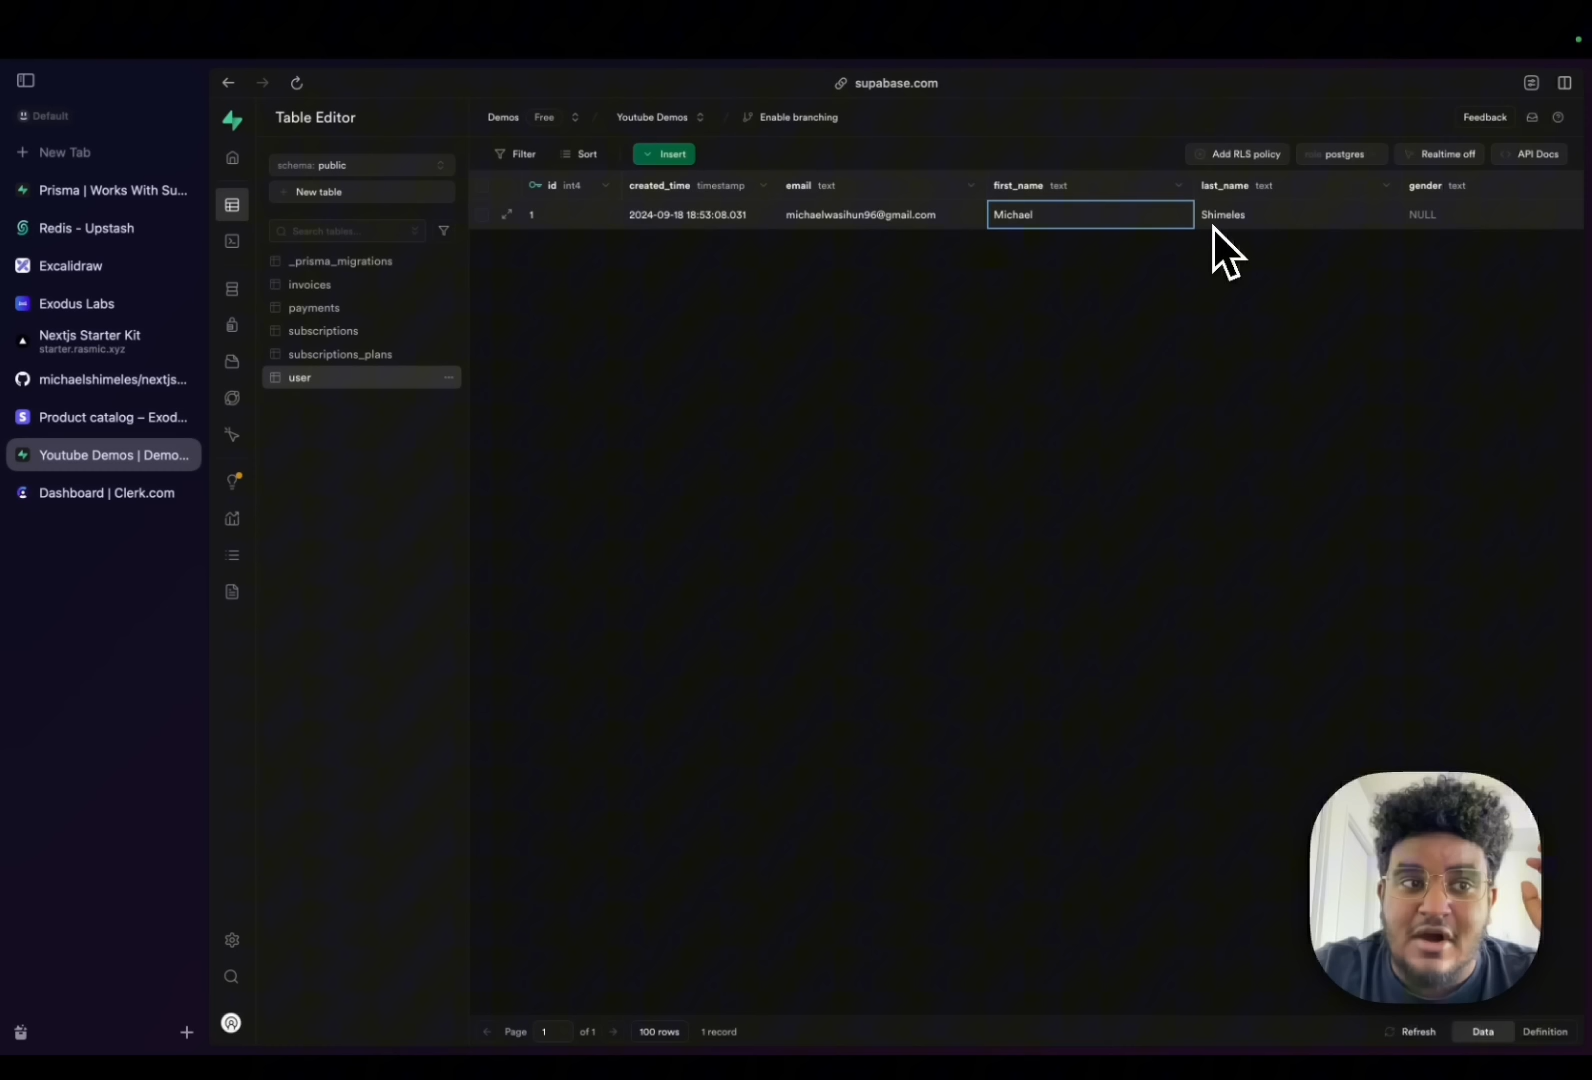 supabase.com
Default
New Tab
Prisma | Works With Su...
Redis - Upstash
Excalidraw
Exodus Labs
Nextjs Starter Kit
starter.rasmic.xyz
michaelshimeles/nextjs...
Product catalog – Exod...
Youtube Demos | Demo...
Dashboard | Clerk.com
Table Editor
schema: public
New table
Search tables...
_prisma_migrations
invoices
payments
subscriptions
subscriptions_plans
user
Demos Free / Youtube Demos / Enable branching
Feedback
Filter Sort Insert
Add RLS policy role postgres Realtime off API Docs
id int4 created_time timestamp email text first_name text last_name text gender text
1 2024-09-18 18:53:08.031 michaelwasihun96@gmail.com Michael Shimeles NULL
Page 1 of 1 100 rows 1 record
Refresh Data Definition